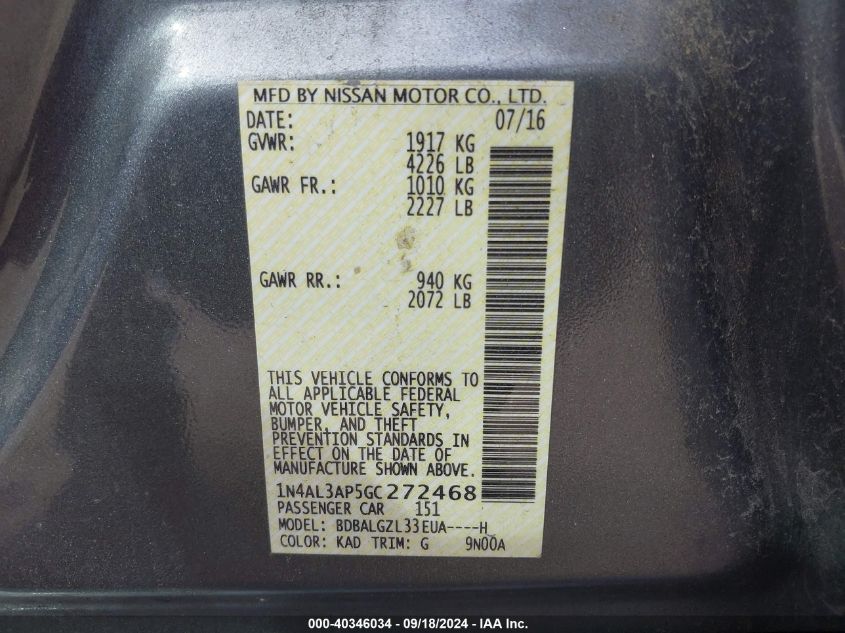 MFD BY NISSAN MOTOR CO., LTD.
DATE: 07/16
GVWR: 1917 KG
4226 LB
GAWR FR.: 1010 KG
2227 LB
GAWR RR.: 940 KG
2072 LB
THIS VEHICLE CONFORMS TO
ALL APPLICABLE FEDERAL
MOTOR VEHICLE SAFETY,
BUMPER, AND THEFT
PREVENTION STANDARDS IN
EFFECT ON THE DATE OF
MANUFACTURE SHOWN ABOVE.
1N4AL3AP5GC272468
PASSENGER CAR 151
MODEL: BDBALGZL33EUA----H_
COLOR: KAD TRIM: G 9N00A
000-40346034 - 09/18/2024 - IAA Inc.